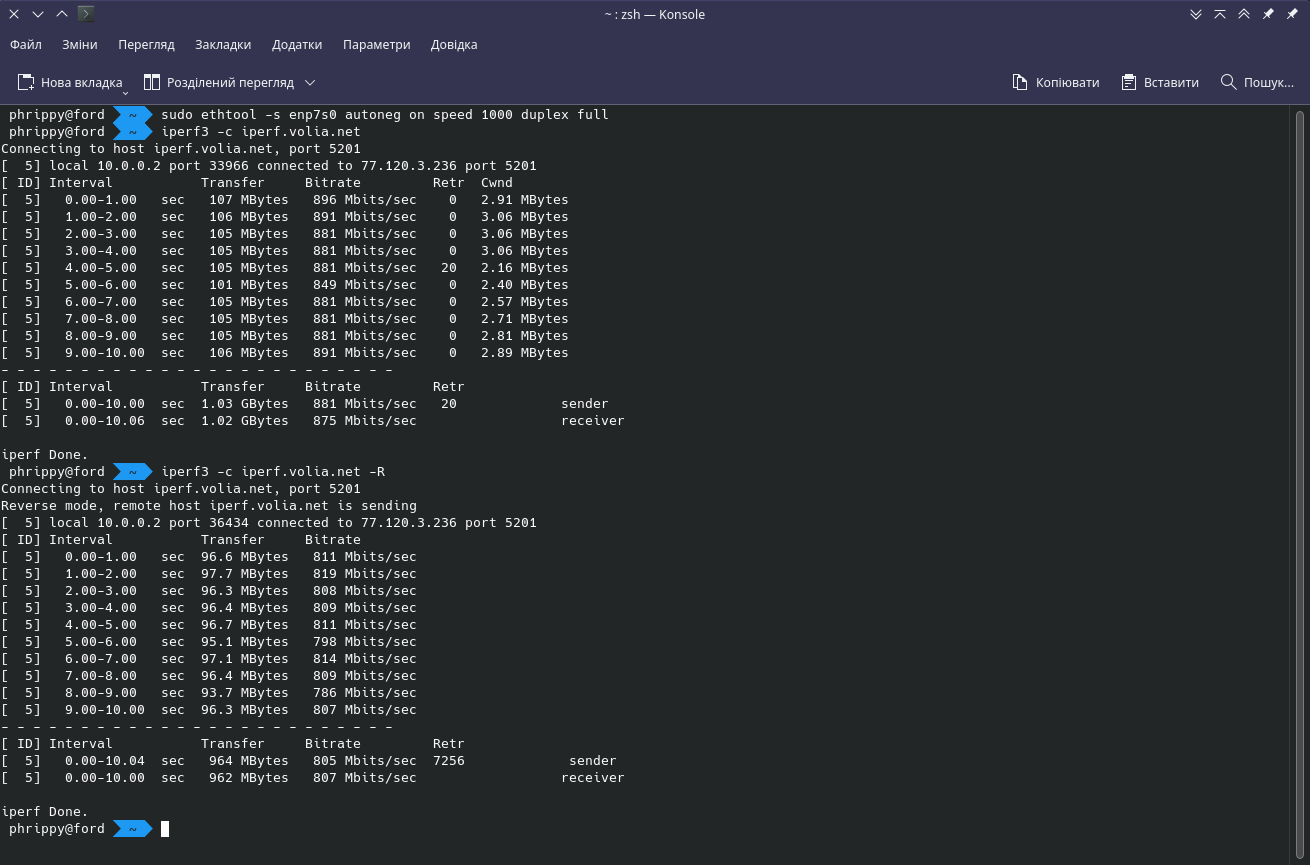 ~ : zsh — Konsole
Файл Зміни Перегляд Закладки Додатки Параметри Довідка
Нова вкладка Розділений перегляд Копіювати Вставити Пошук...
phrippy@ford ~ sudo ethtool -s enp7s0 autoneg on speed 1000 duplex full
phrippy@ford ~ iperf3 -c iperf.volia.net
Connecting to host iperf.volia.net, port 5201
[  5] local 10.0.0.2 port 33966 connected to 77.120.3.236 port 5201
[ ID] Interval           Transfer     Bitrate         Retr  Cwnd
[  5]   0.00-1.00   sec   107 MBytes   896 Mbits/sec    0   2.91 MBytes
[  5]   1.00-2.00   sec   106 MBytes   891 Mbits/sec    0   3.06 MBytes
[  5]   2.00-3.00   sec   105 MBytes   881 Mbits/sec    0   3.06 MBytes
[  5]   3.00-4.00   sec   105 MBytes   881 Mbits/sec    0   3.06 MBytes
[  5]   4.00-5.00   sec   105 MBytes   881 Mbits/sec   20   2.16 MBytes
[  5]   5.00-6.00   sec   101 MBytes   849 Mbits/sec    0   2.40 MBytes
[  5]   6.00-7.00   sec   105 MBytes   881 Mbits/sec    0   2.57 MBytes
[  5]   7.00-8.00   sec   105 MBytes   881 Mbits/sec    0   2.71 MBytes
[  5]   8.00-9.00   sec   105 MBytes   881 Mbits/sec    0   2.81 MBytes
[  5]   9.00-10.00  sec   106 MBytes   891 Mbits/sec    0   2.89 MBytes
- - - - - - - - - - - - - - - - - - - - - - - - -
[ ID] Interval           Transfer     Bitrate         Retr
[  5]   0.00-10.00  sec  1.03 GBytes   881 Mbits/sec   20             sender
[  5]   0.00-10.06  sec  1.02 GBytes   875 Mbits/sec                  receiver
iperf Done.
phrippy@ford ~ iperf3 -c iperf.volia.net -R
Connecting to host iperf.volia.net, port 5201
Reverse mode, remote host iperf.volia.net is sending
[  5] local 10.0.0.2 port 36434 connected to 77.120.3.236 port 5201
[ ID] Interval           Transfer     Bitrate
[  5]   0.00-1.00   sec  96.6 MBytes   811 Mbits/sec
[  5]   1.00-2.00   sec  97.7 MBytes   819 Mbits/sec
[  5]   2.00-3.00   sec  96.3 MBytes   808 Mbits/sec
[  5]   3.00-4.00   sec  96.4 MBytes   809 Mbits/sec
[  5]   4.00-5.00   sec  96.7 MBytes   811 Mbits/sec
[  5]   5.00-6.00   sec  95.1 MBytes   798 Mbits/sec
[  5]   6.00-7.00   sec  97.1 MBytes   814 Mbits/sec
[  5]   7.00-8.00   sec  96.4 MBytes   809 Mbits/sec
[  5]   8.00-9.00   sec  93.7 MBytes   786 Mbits/sec
[  5]   9.00-10.00  sec  96.3 MBytes   807 Mbits/sec
- - - - - - - - - - - - - - - - - - - - - - - - -
[ ID] Interval           Transfer     Bitrate         Retr
[  5]   0.00-10.04  sec   964 MBytes   805 Mbits/sec  7256             sender
[  5]   0.00-10.00  sec   962 MBytes   807 Mbits/sec                  receiver
iperf Done.
phrippy@ford ~